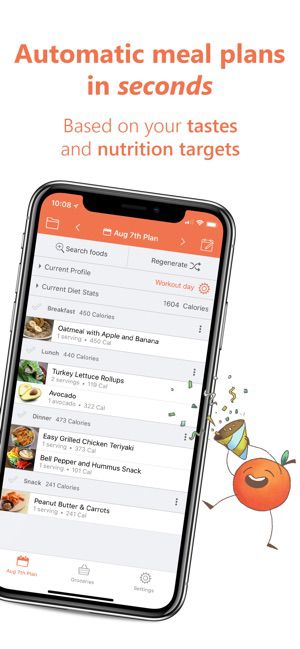 Automatic meal plans
in seconds
Based on your tastes
and nutrition targets
10:08
Aug 7th Plan
Search foods
Regenerate
Current Profile
Workout day
Current Diet Stats
1604 Calories
Breakfast 450 Calories
Oatmeal with Apple and Banana
1 serving • 450 Cal
Lunch 440 Calories
Turkey Lettuce Rollups
2 servings • 119 Cal
Avocado
1 avocado • 322 Cal
Dinner 473 Calories
Easy Grilled Chicken Teriyaki
1 serving • 373 Cal
Bell Pepper and Hummus Snack
1 serving • 101 Cal
Snack 241 Calories
Peanut Butter & Carrots
1 serving • 241 Cal
Aug 7th Plan
Groceries
Settings